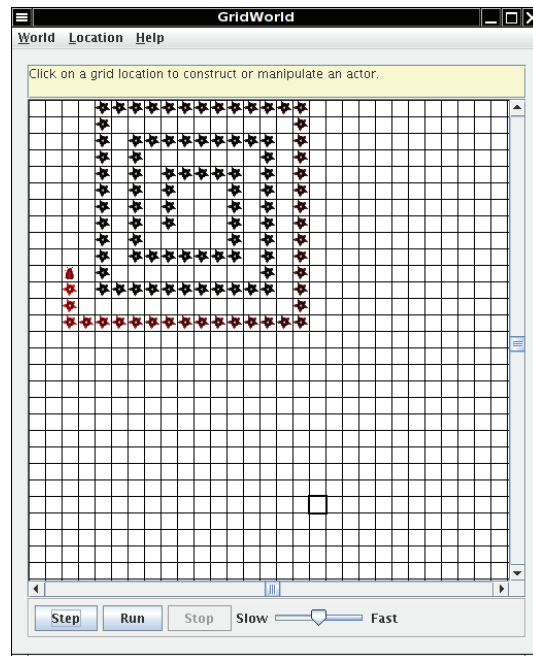 GridWorld
World Location Help
Click on a grid location to construct or manipulate an actor.
Step Run Stop Slow Fast